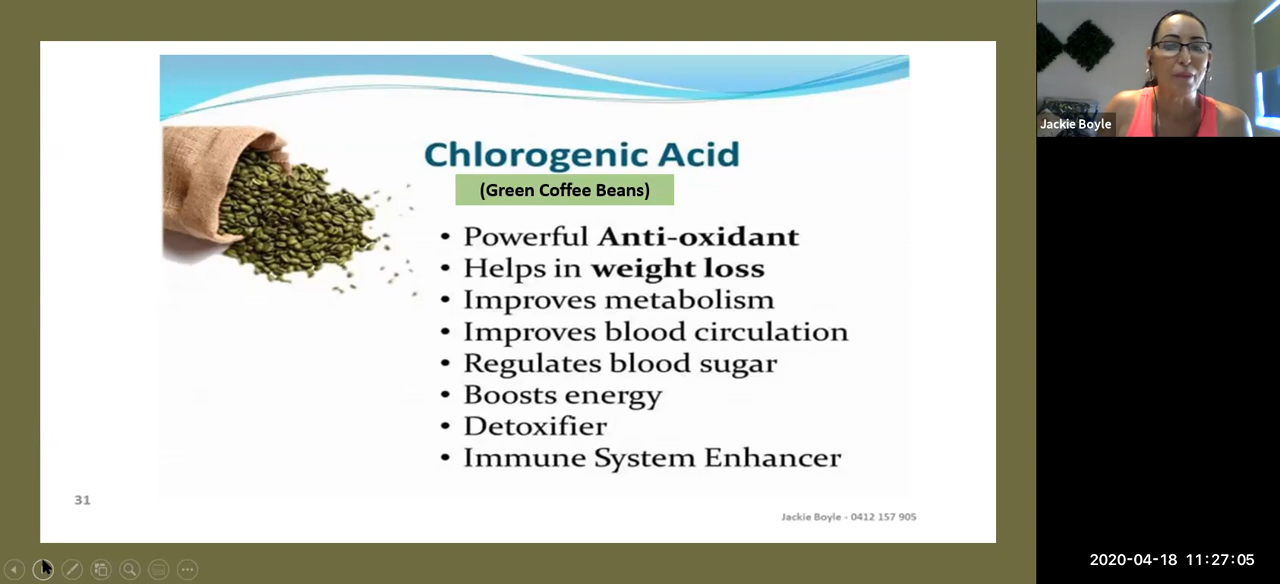 Chlorogenic Acid
(Green Coffee Beans)
• Powerful Anti-oxidant
• Helps in weight loss
• Improves metabolism
• Improves blood circulation
• Regulates blood sugar
• Boosts energy
• Detoxifier
• Immune System Enhancer
31
Jackie Boyle - 0412 157 905
Jackie Boyle
2020-04-18 11:27:05